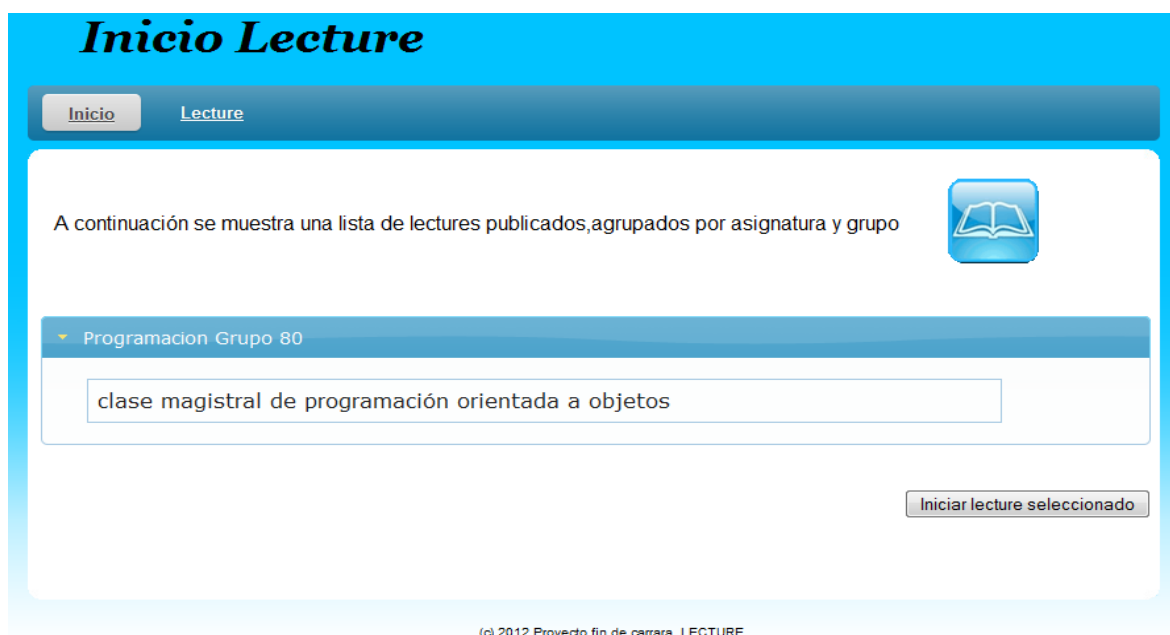 Inicio Lecture
Inicio Lecture
A continuación se muestra una lista de lectures publicados,agrupados por asignatura y grupo
Programacion Grupo 80
clase magistral de programación orientada a objetos
Iniciar lecture seleccionado
(c) 2012 Proyecto fin de carrara. LECTURE